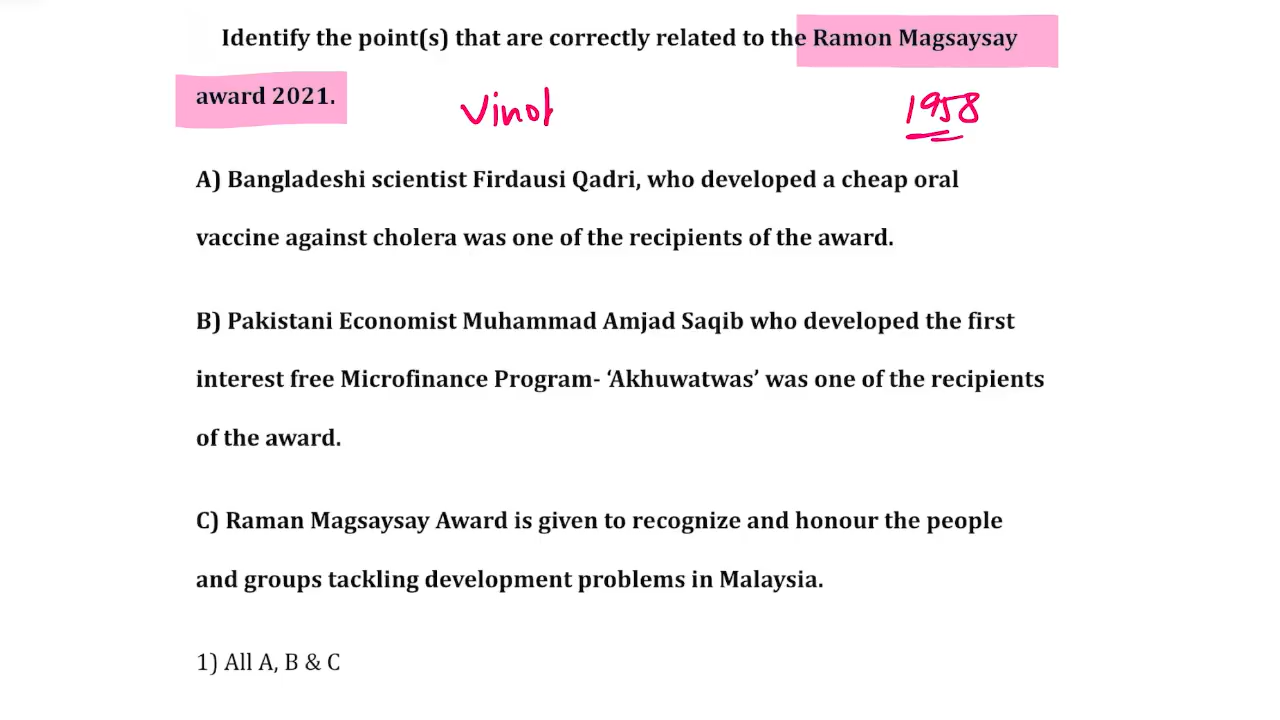 Identify the point(s) that are correctly related to the Ramon Magsaysay
award 2021.
Vinot
1958
A) Bangladeshi scientist Firdausi Qadri, who developed a cheap oral
vaccine against cholera was one of the recipients of the award.
B) Pakistani Economist Muhammad Amjad Saqib who developed the first
interest free Microfinance Program- ‘Akhuwatwas’ was one of the recipients
of the award.
C) Raman Magsaysay Award is given to recognize and honour the people
and groups tackling development problems in Malaysia.
1) All A, B & C